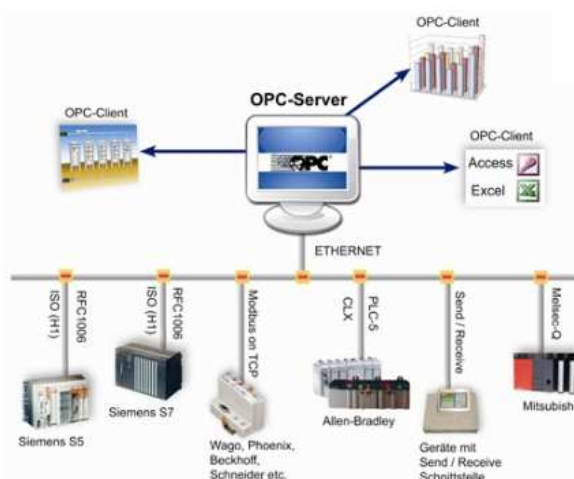 OPC-Client
OPC-Server
OPC-Client
OPC-Client
Access
Excel
OPC
ETHERNET
RFC1006
ISO (H1)
RFC1006
ISO (H1)
Modbus on TCP
PLC-5
CLX
Send / Receive
Melsec-Q
Siemens S5
Siemens S7
Wago, Phoenix,
Beckhoff,
Schneider etc.
Allen-Bradley
Geräte mit
Send / Receive
Schnittstelle
Mitsubish